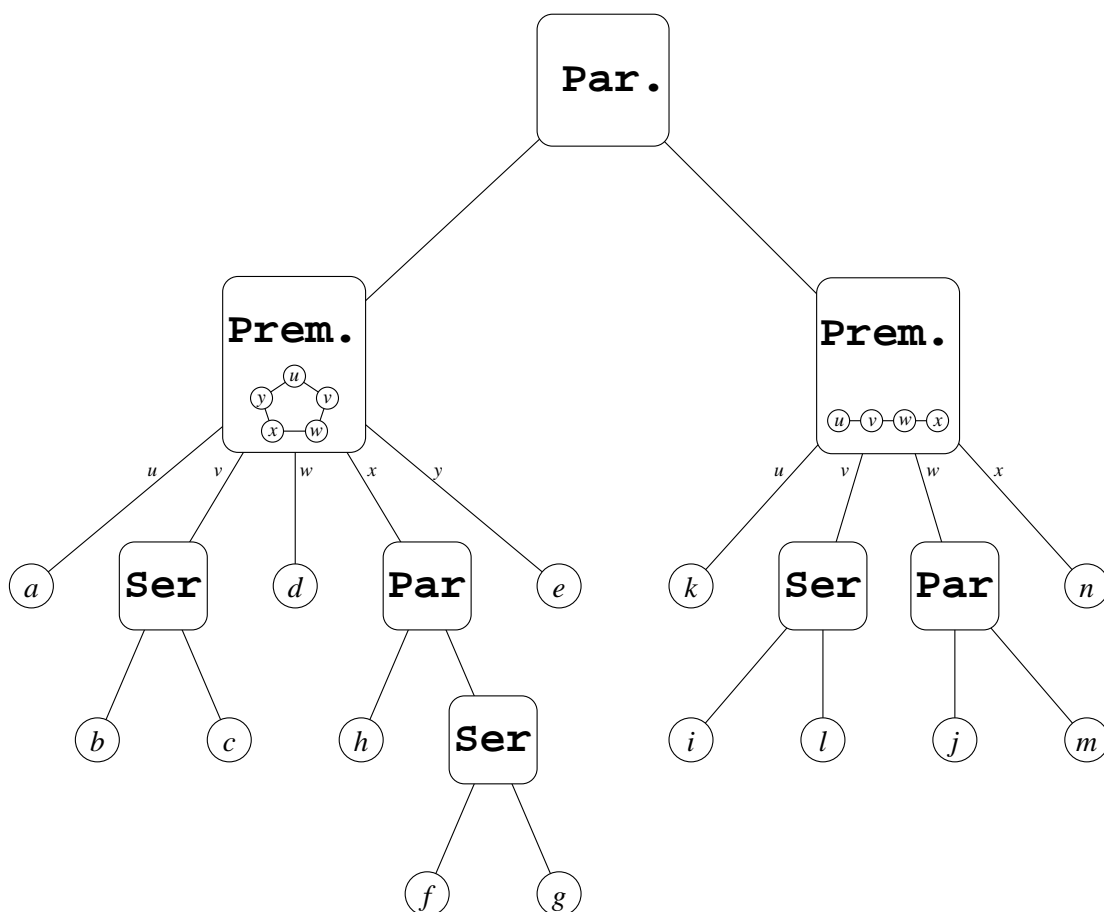 Par.
Prem. Prem.
u
y v
x w
u v w x
u v w x y u v w x
a Ser d Par e k Ser Par n
b c h Ser i l j m
f g